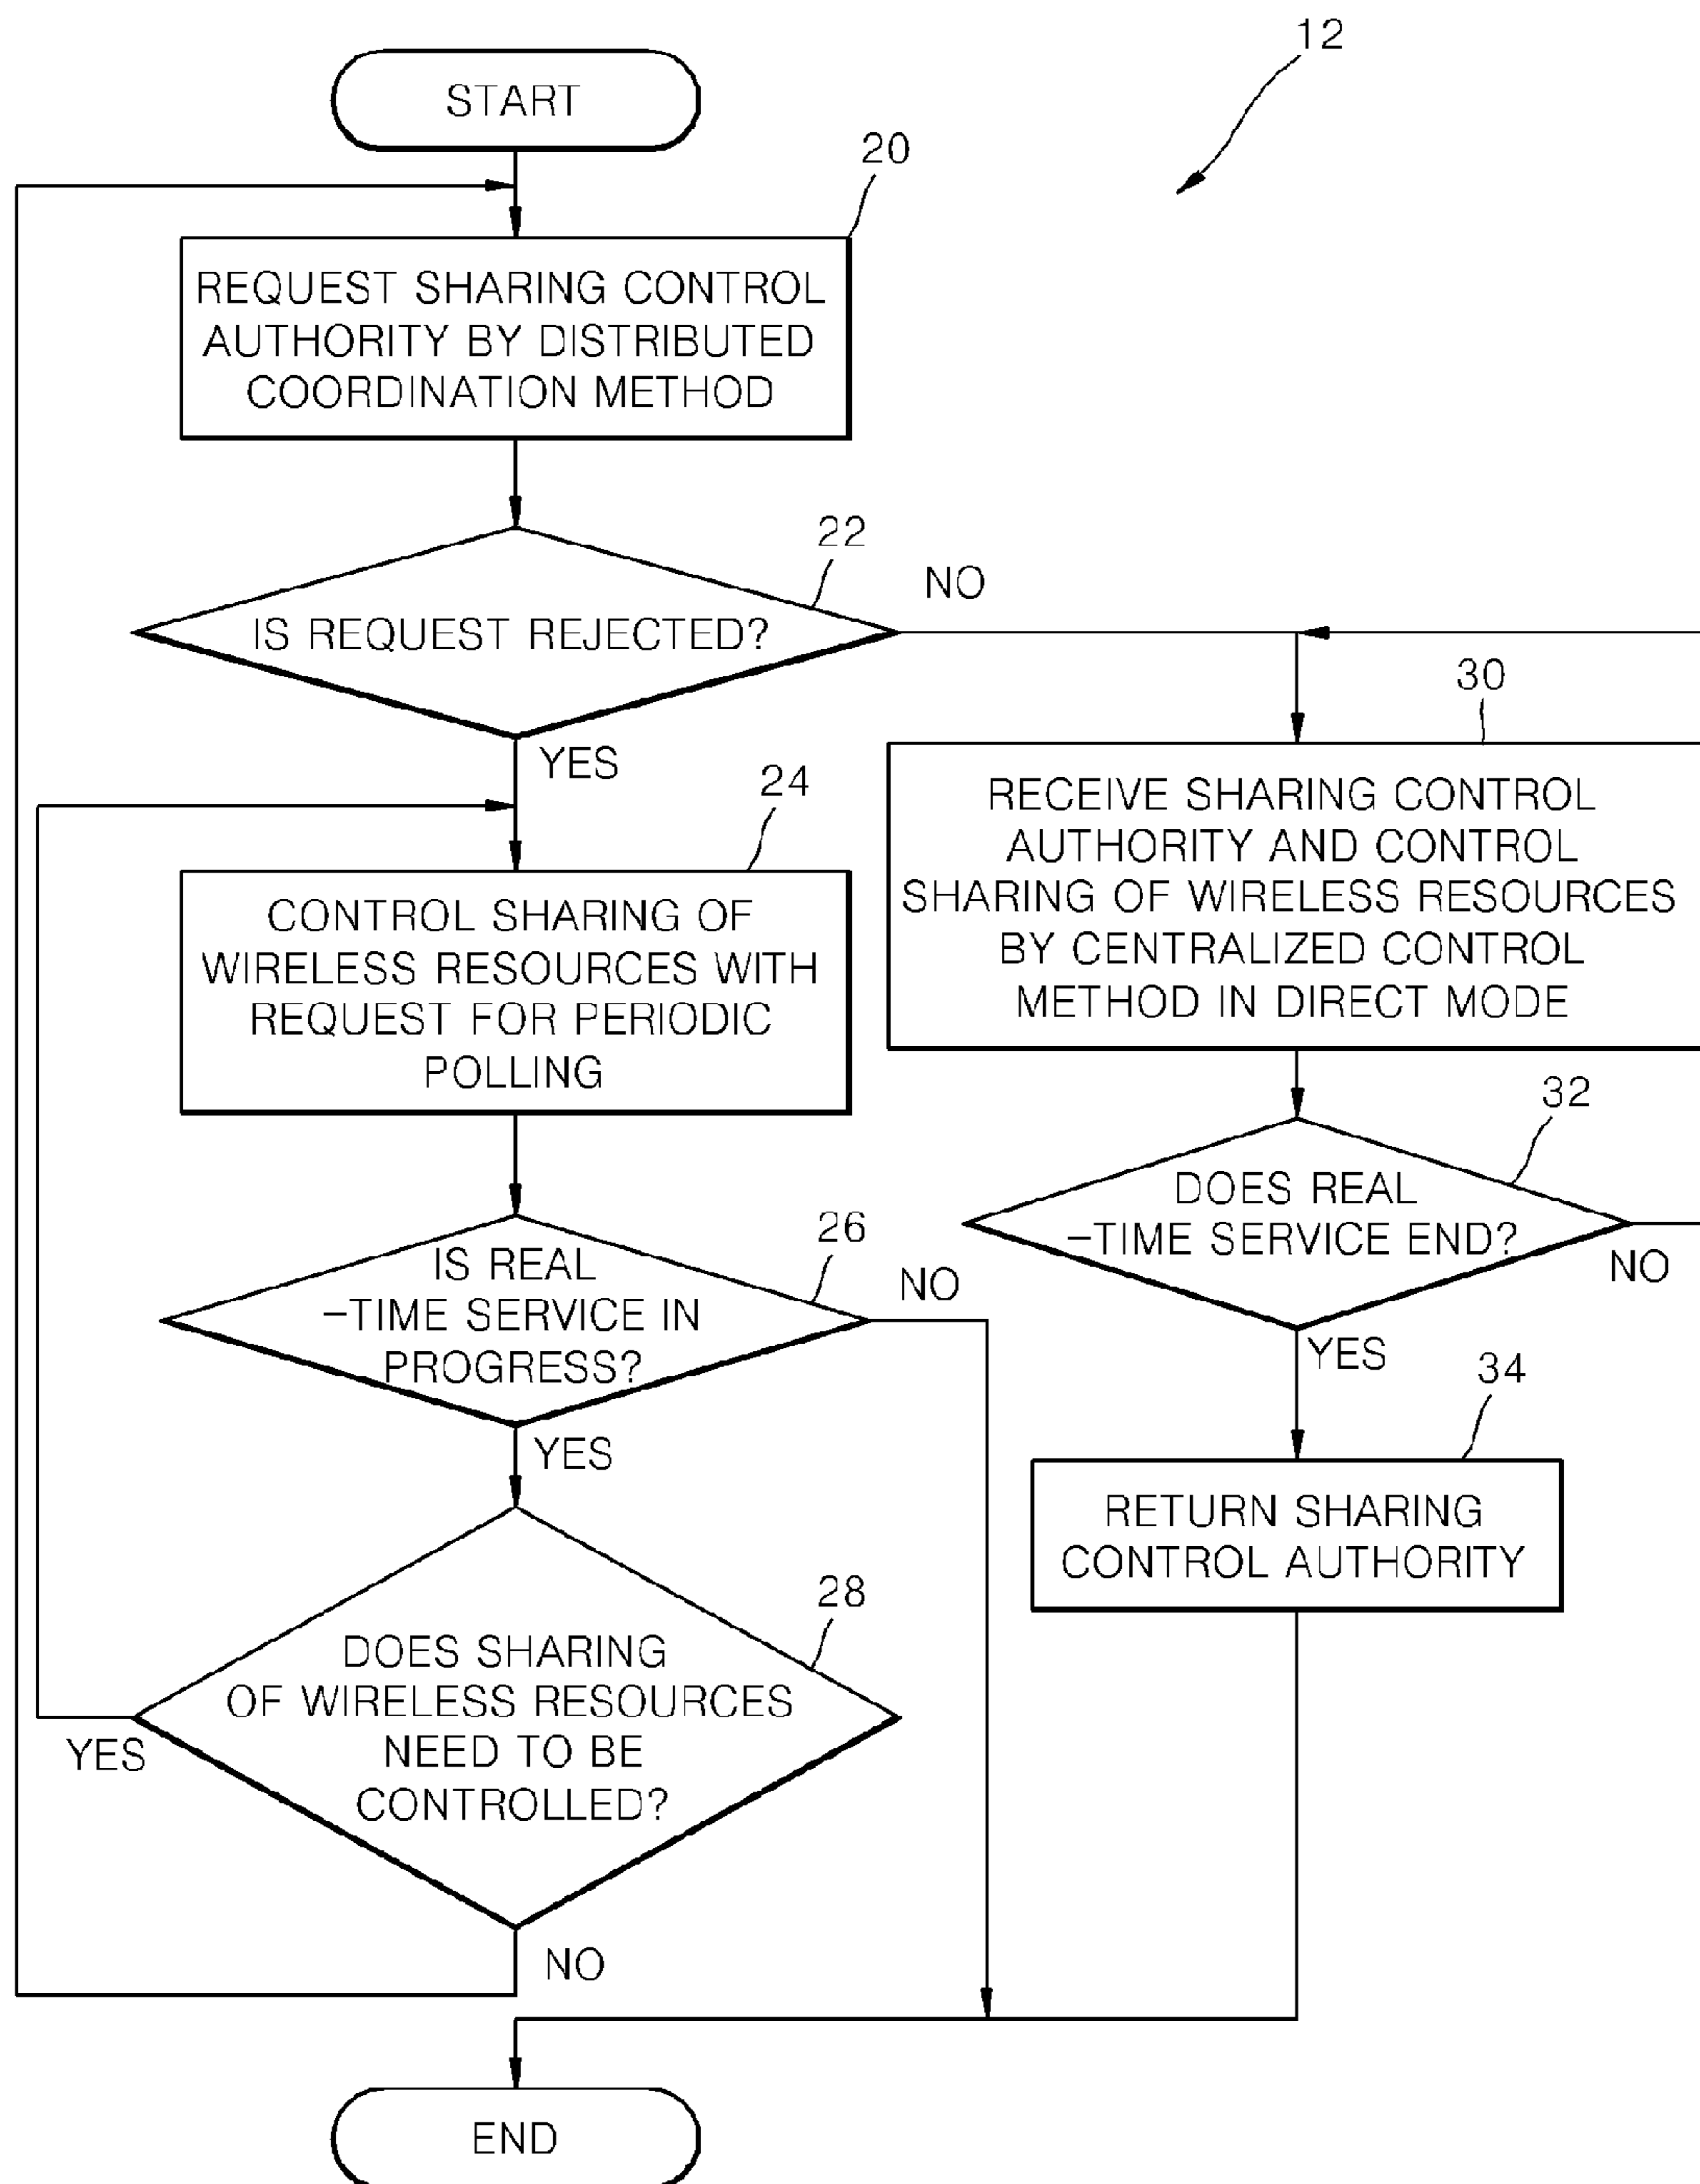 12
START
20
REQUEST SHARING CONTROL
AUTHORITY BY DISTRIBUTED
COORDINATION METHOD
22
IS REQUEST REJECTED?
NO
YES
24
CONTROL SHARING OF
WIRELESS RESOURCES WITH
REQUEST FOR PERIODIC
POLLING
30
RECEIVE SHARING CONTROL
AUTHORITY AND CONTROL
SHARING OF WIRELESS RESOURCES
BY CENTRALIZED CONTROL
METHOD IN DIRECT MODE
26
IS REAL
-TIME SERVICE IN
PROGRESS?
NO
YES
32
DOES REAL
-TIME SERVICE END?
NO
YES
28
DOES SHARING
OF WIRELESS RESOURCES
NEED TO BE
CONTROLLED?
YES
NO
34
RETURN SHARING
CONTROL AUTHORITY
END